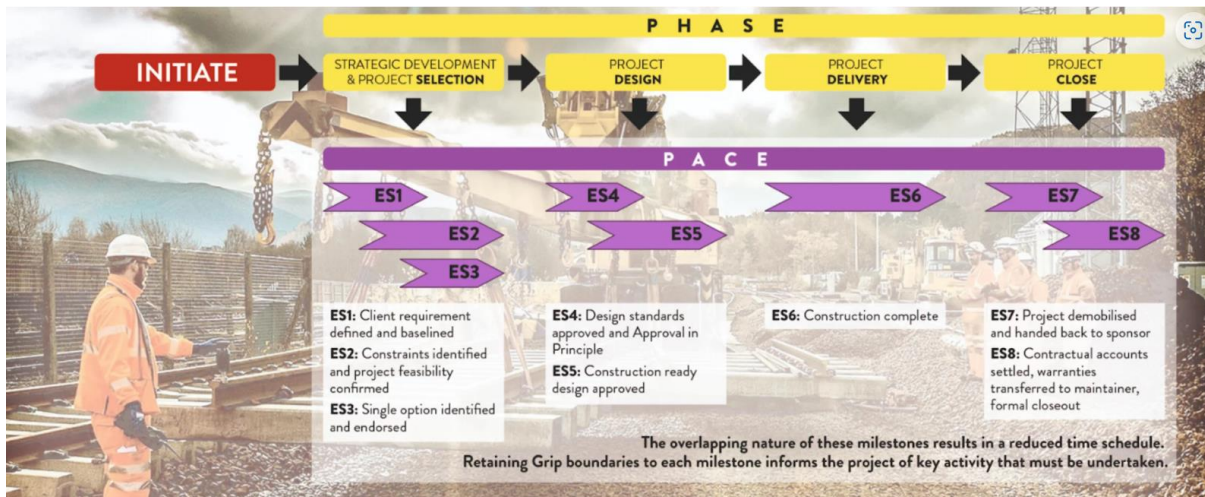 PHASE
INITIATE
STRATEGIC DEVELOPMENT
& PROJECT SELECTION
PROJECT
DESIGN
PROJECT
DELIVERY
PROJECT
CLOSE
PACE
ES1
ES4
ES6
ES7
ES2
ES5
ES8
ES3
ES1: Client requirement
defined and baselined
ES2: Constraints identified
and project feasibility
confirmed
ES3: Single option identified
and endorsed
ES4: Design standards
approved and Approval in
Principle
ES5: Construction ready
design approved
ES6: Construction complete
ES7: Project demobilised
and handed back to sponsor
ES8: Contractual accounts
settled, warranties
transferred to maintainer,
formal closeout
The overlapping nature of these milestones results in a reduced time schedule.
Retaining Grip boundaries to each milestone informs the project of key activity that must be undertaken.